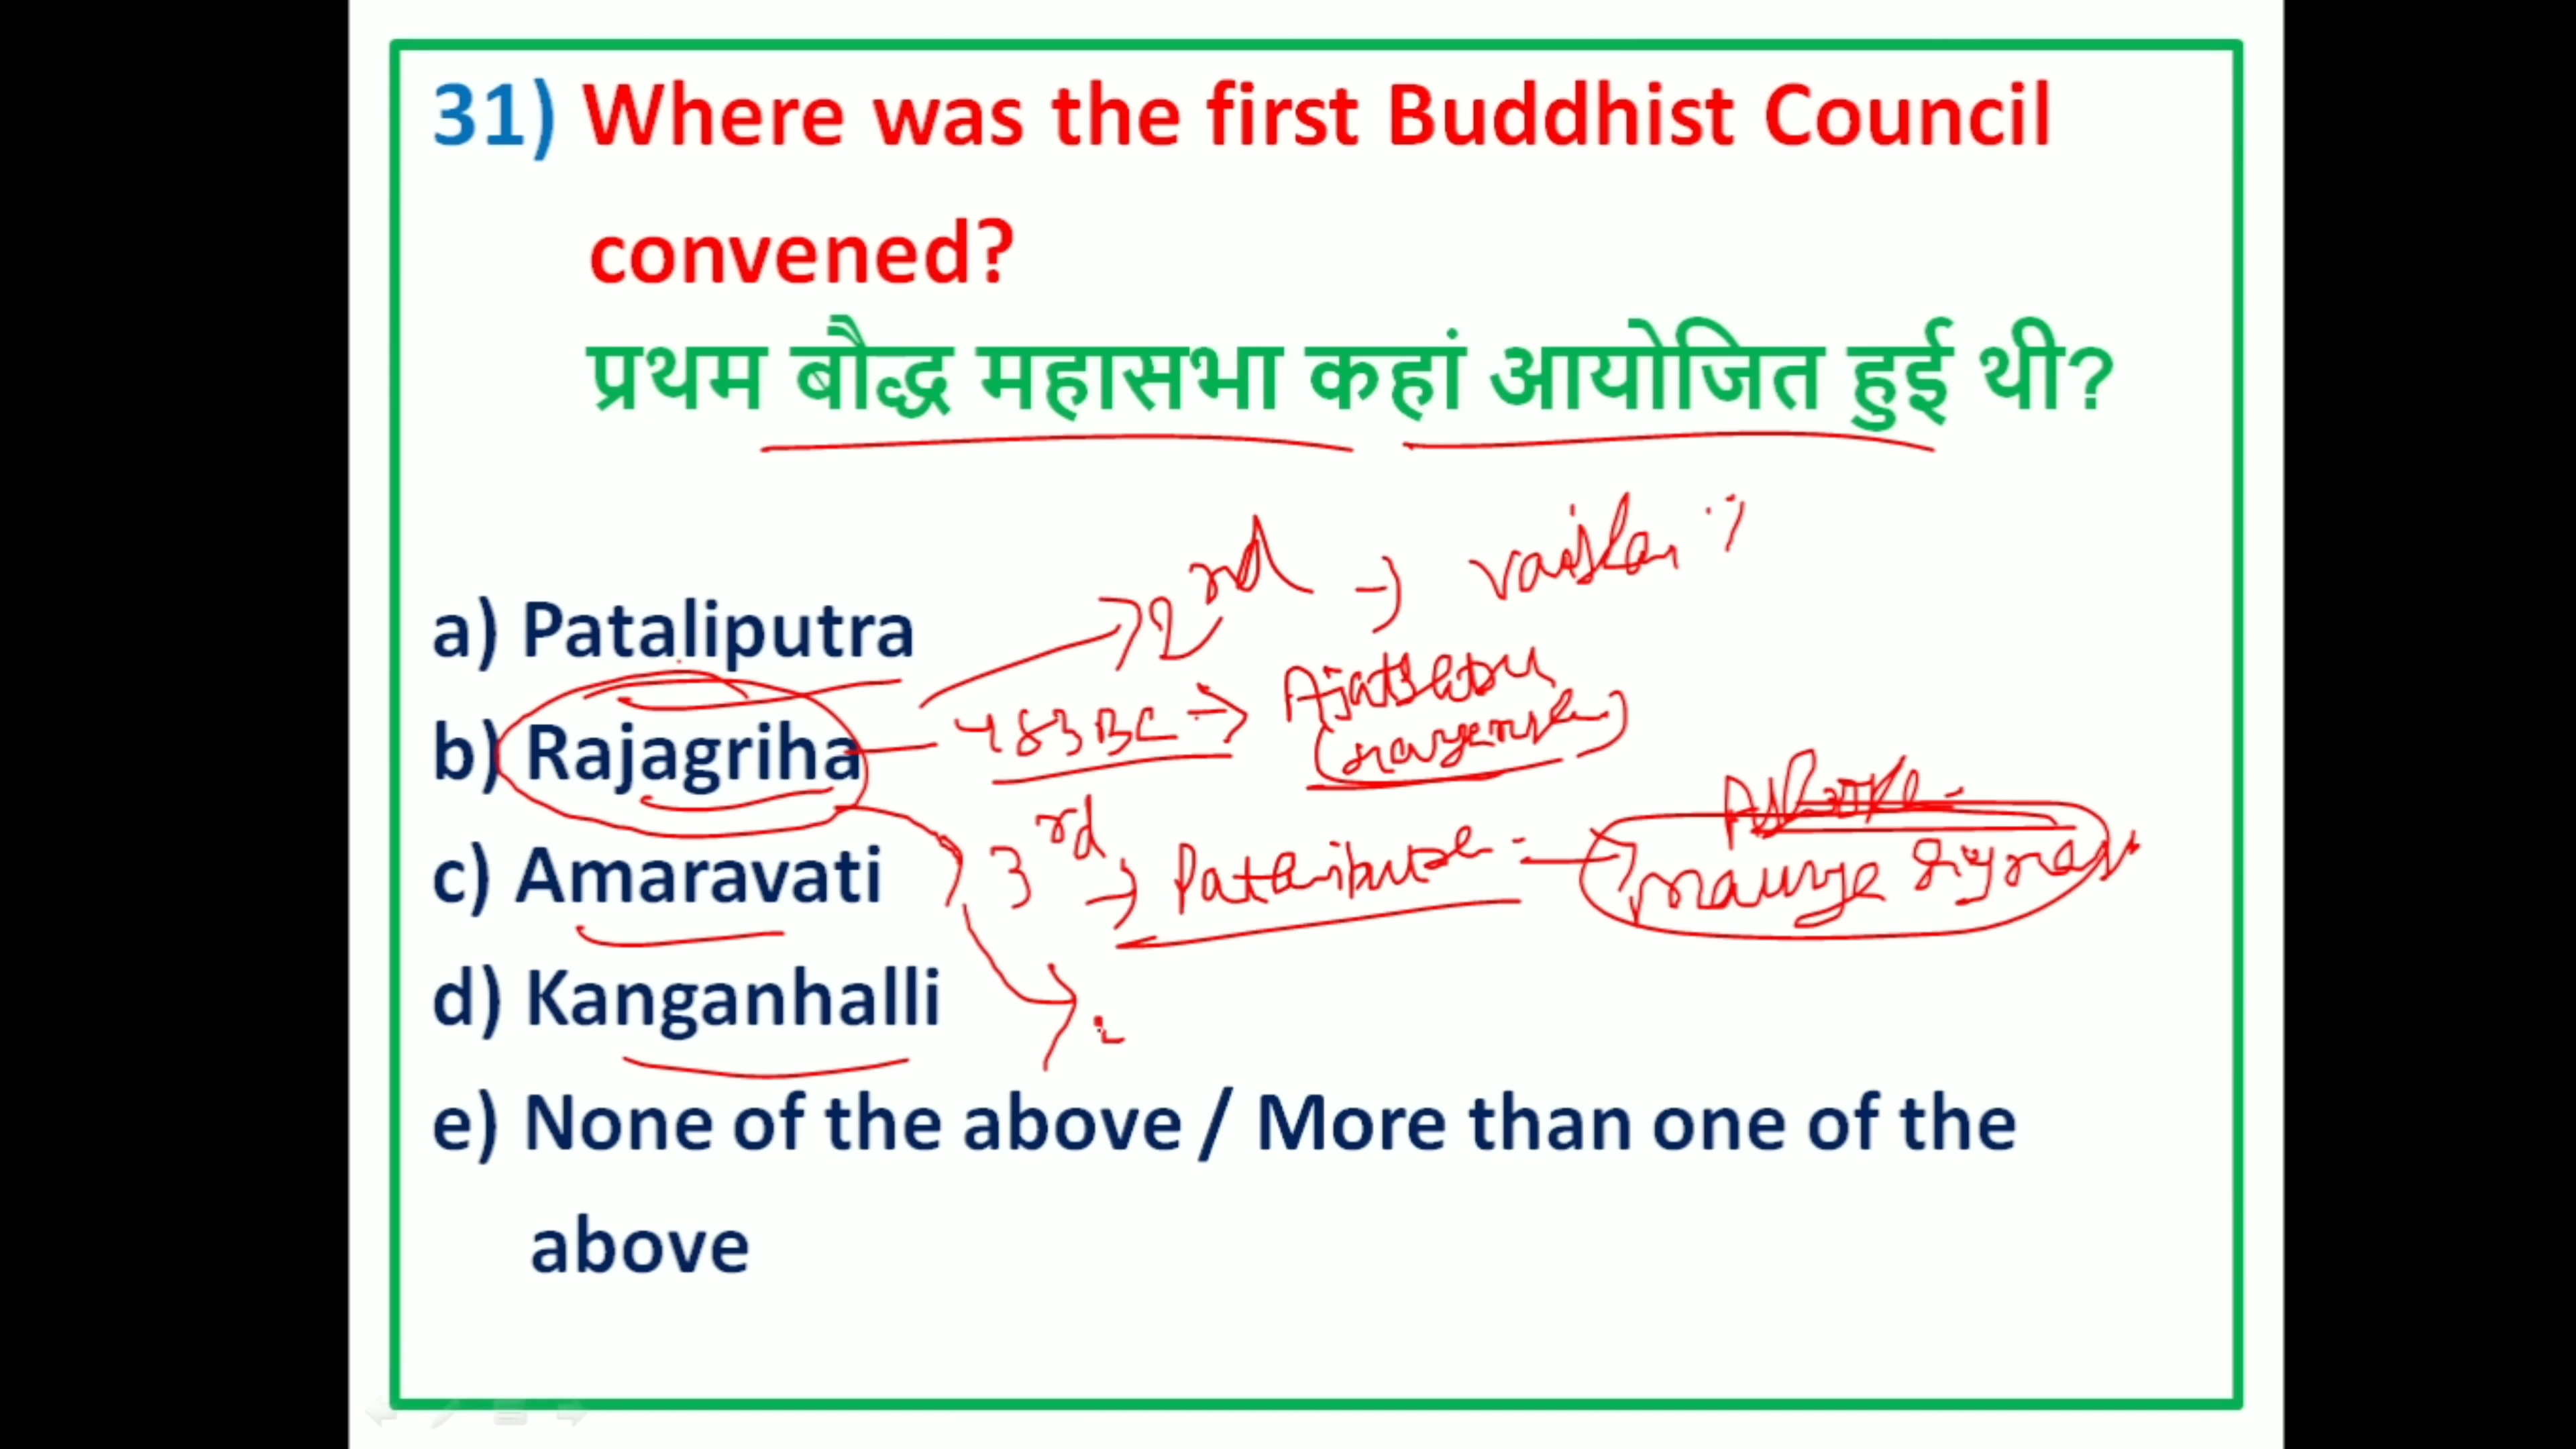 31) Where was the first Buddhist Council
convened?
प्रथम बौद्ध महासभा कहां आयोजित हुई थी?
2nd →
a) Pataliputra
b) Rajagriha
483 BC →
3rd →
Maurya
c) Amaravati
d) Kanganhalli
e) None of the above / More than one of the
above